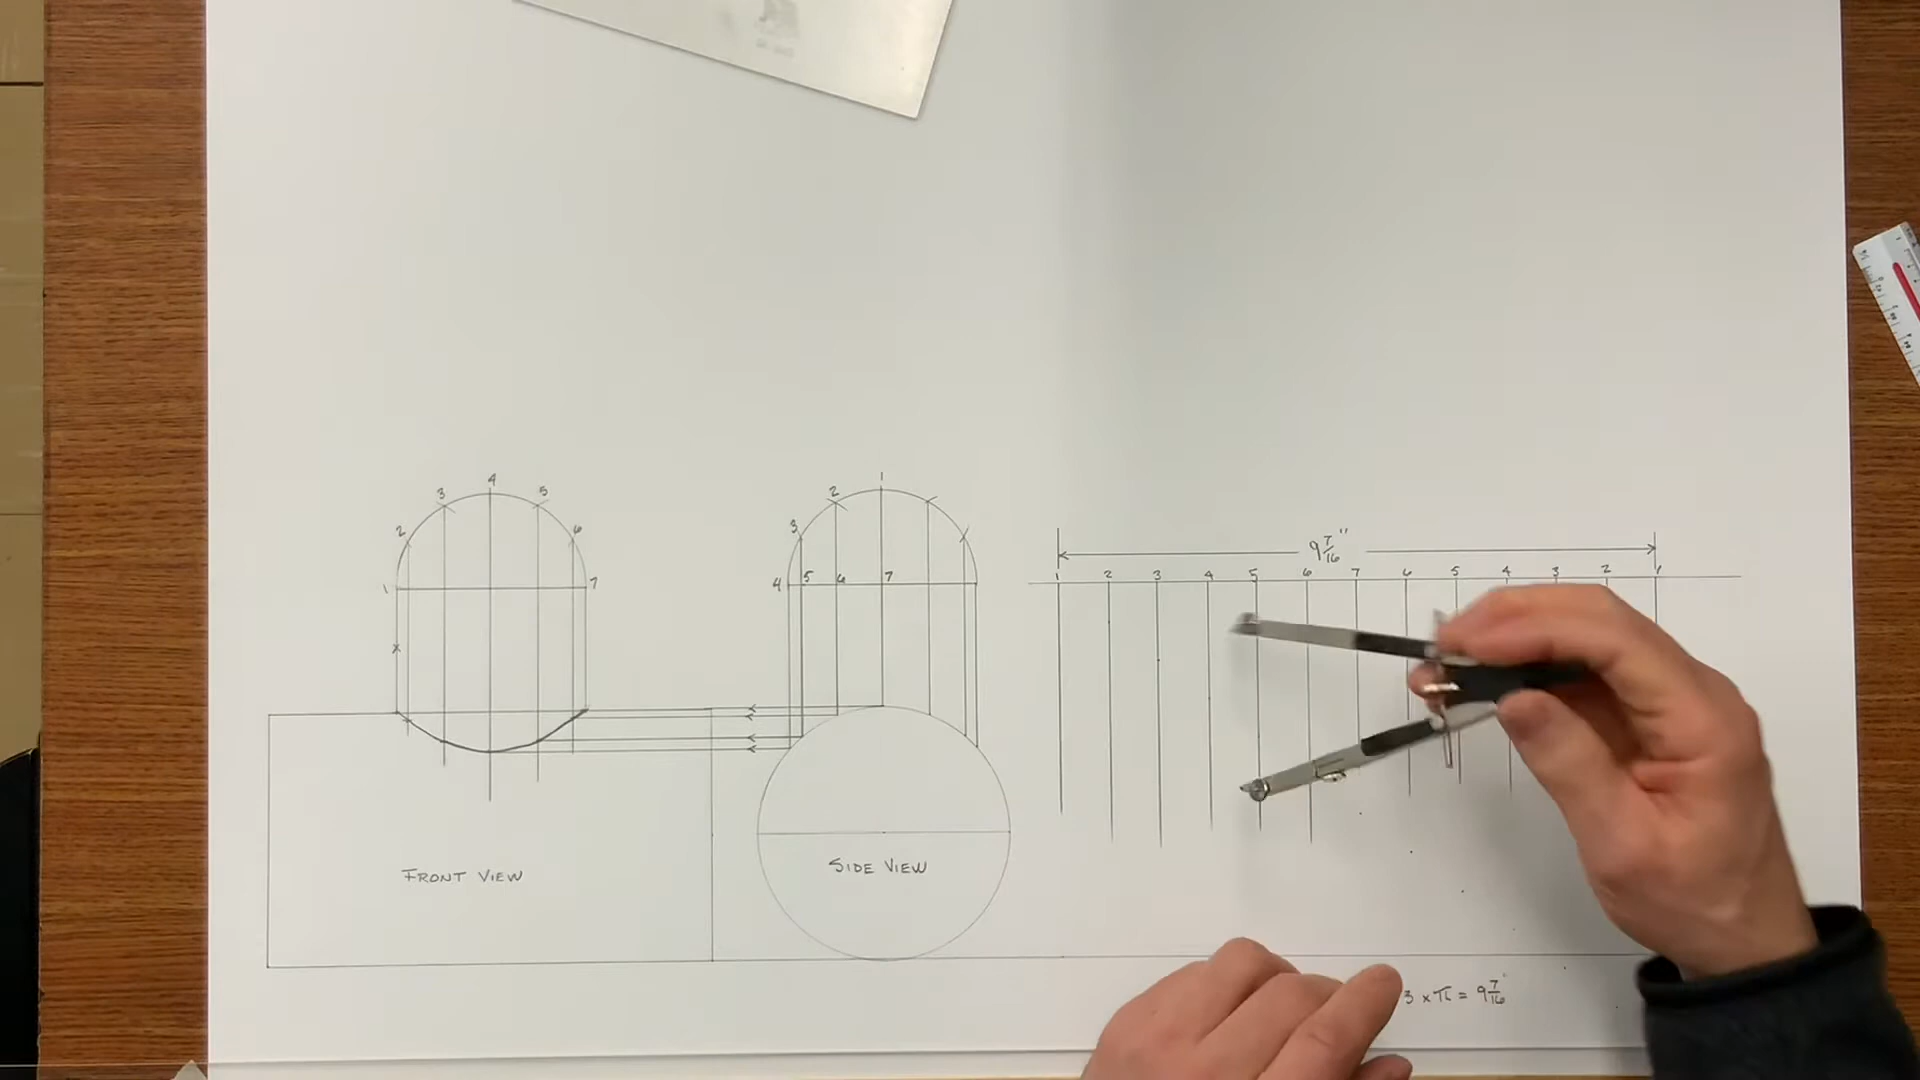 4
3 5
2 6
1 7
x
FRONT VIEW
1
2
3
4 5 6 7
SIDE VIEW
9 7/16"
1 2 3 4 5 6 7 6 5 4 3 2 1
3 x π = 9 7/16"